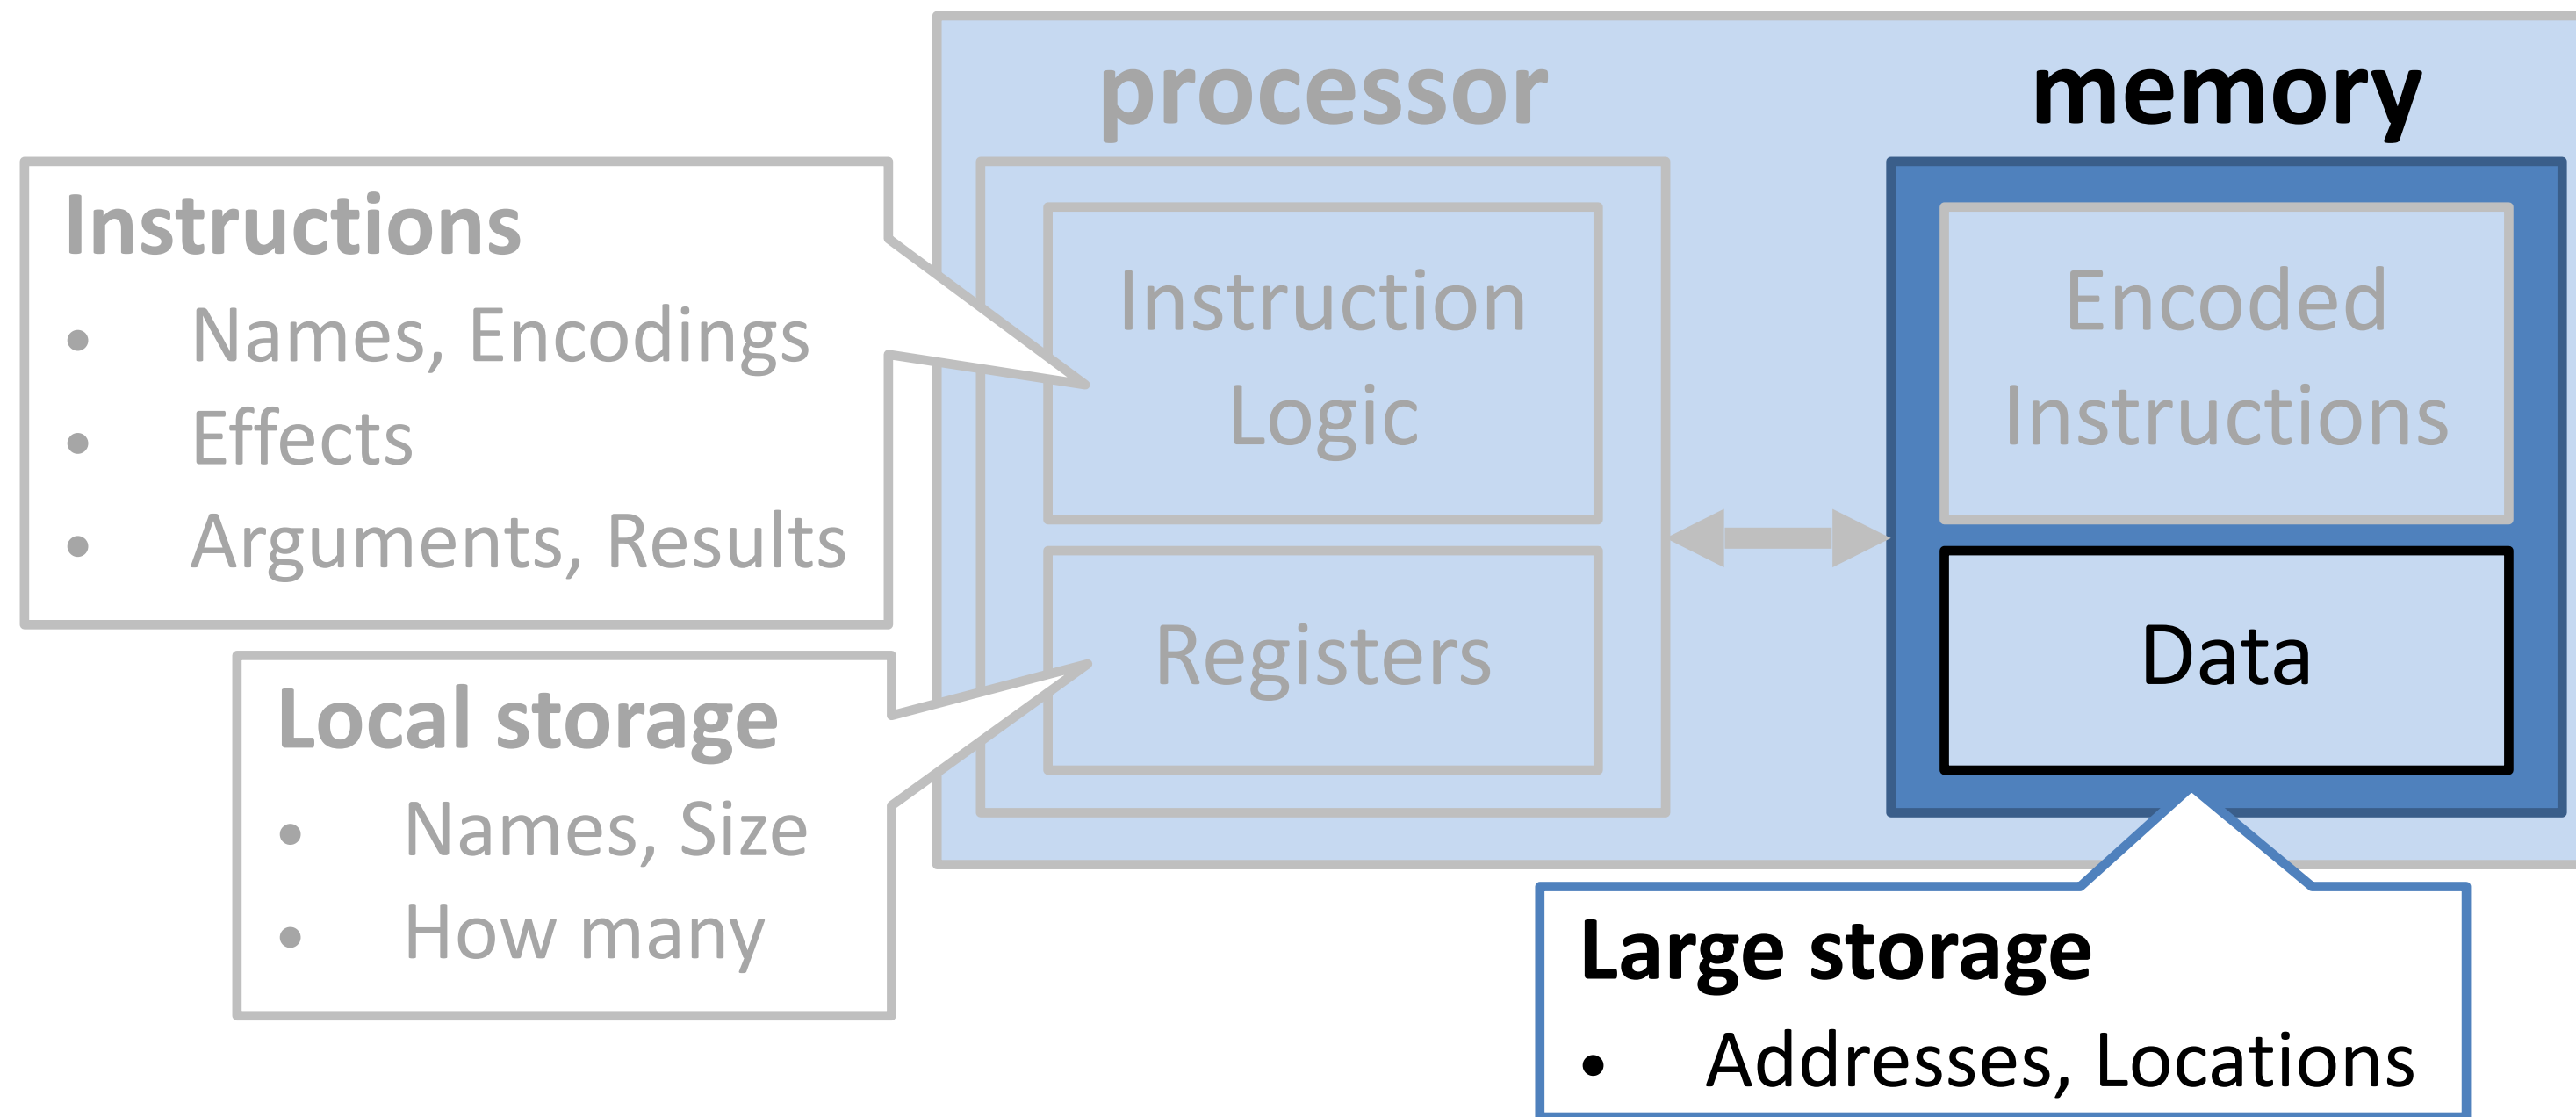 processor
memory
Instructions
• Names, Encodings
• Effects
• Arguments, Results
Instruction
Logic
Encoded
Instructions
Registers
Data
Local storage
• Names, Size
• How many
Large storage
• Addresses, Locations